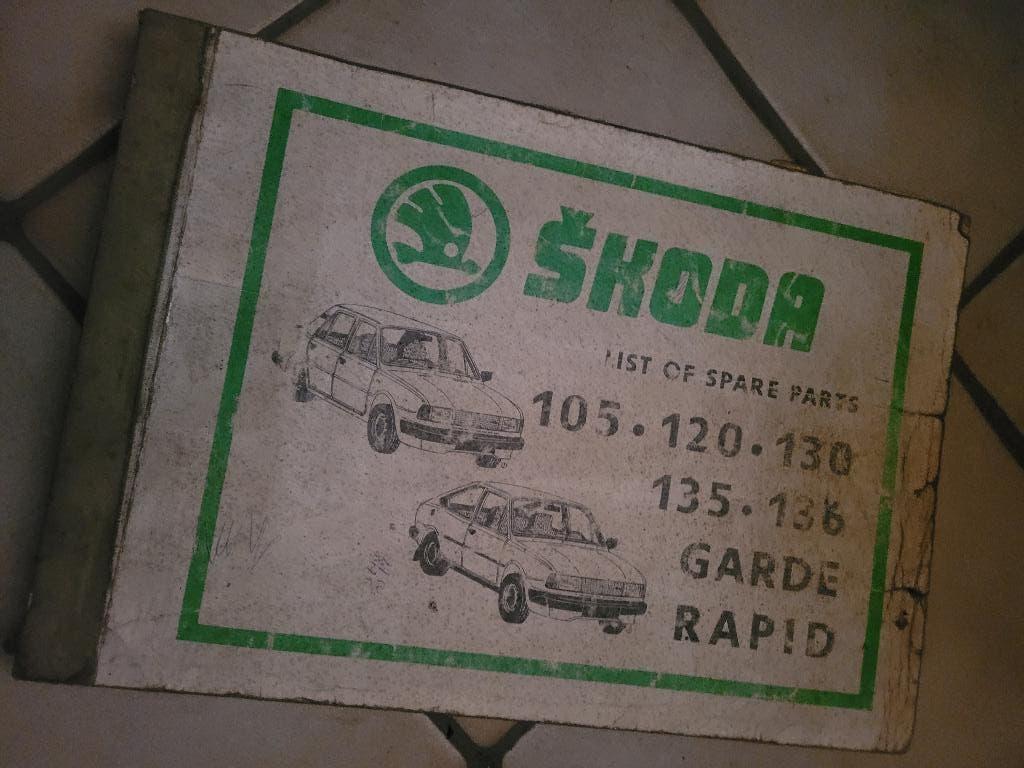 ŠKODA
LIST OF SPARE PARTS
105 • 120 • 130
135 • 136
GARDE
RAPID